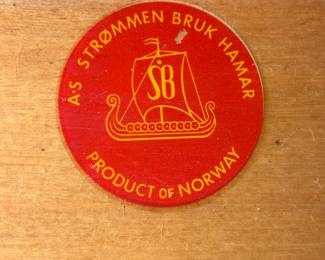 A·S STRØMMEN BRUK HAMAR
SB
PRODUCT OF NORWAY